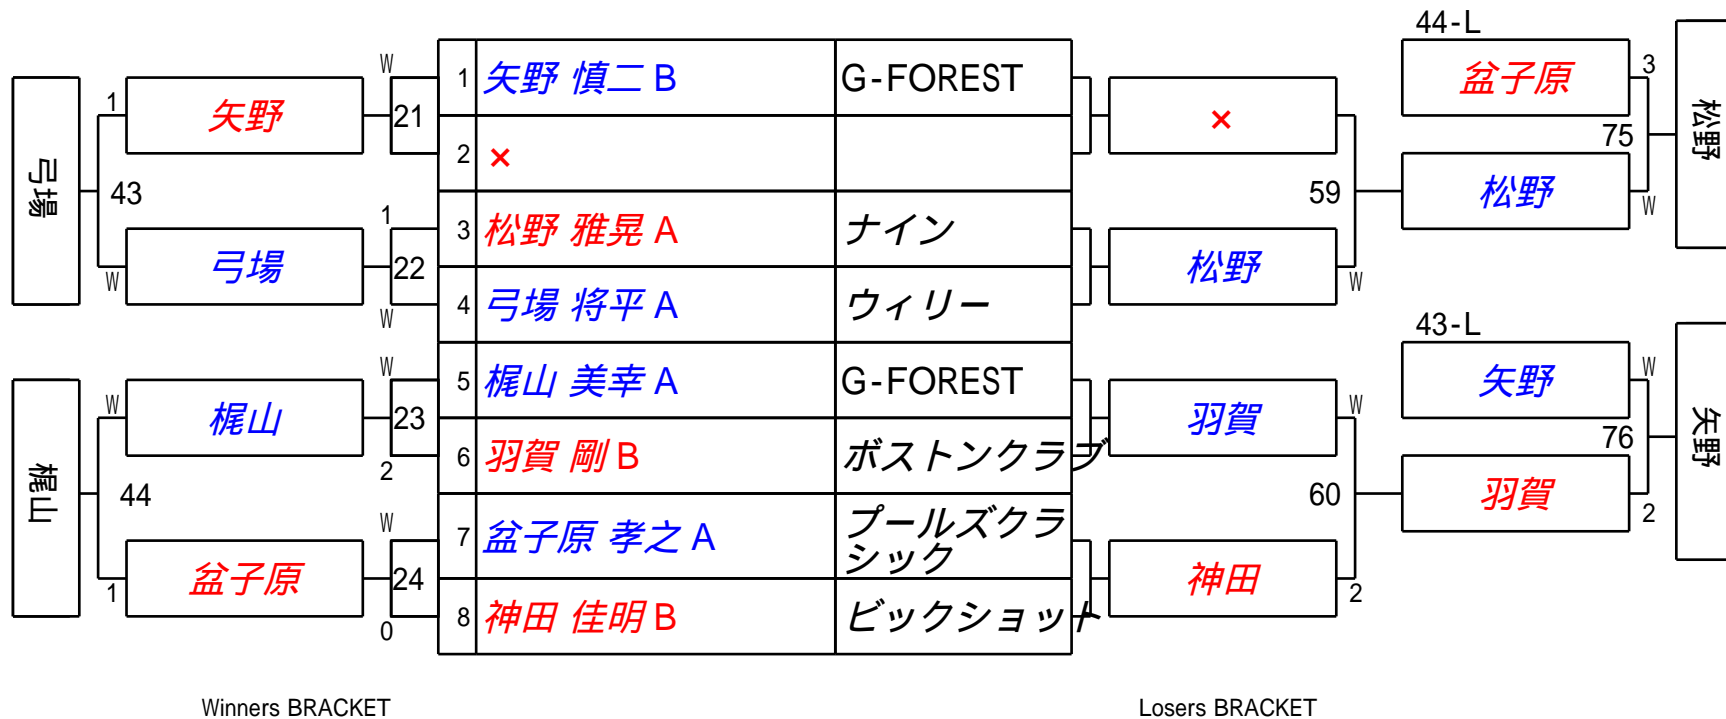 44-L
W
1 矢野 慎二 B G-FOREST
盆子原
3
1
矢野
21
×
75
松野
2 ×
弓場
43
59
松野
W
1
3 松野 雅晃 A ナイン
弓場
22
松野
W
W
4 弓場 将平 A ウィリー
W
43-L
W
5 梶山 美幸 A G-FOREST
矢野
W
W
梶山
23
羽賀
W
76
矢野
2
6 羽賀 剛 B ボストンクラブ
梶山
44
60
羽賀
2
W
7 盆子原 孝之 A プールズクラ
シック
1
盆子原
24
神田
2
0
8 神田 佳明 B ビックショット
Winners BRACKET
Losers BRACKET